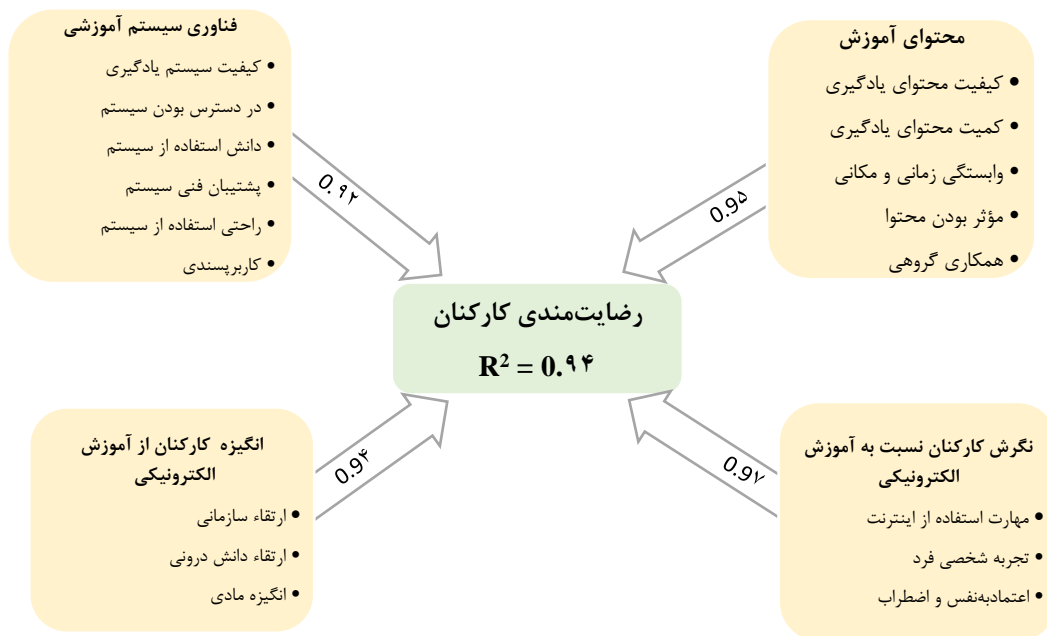 محتوای آموزش
• کیفیت محتوای یادگیری
• کمیت محتوای یادگیری
• وابستگی زمانی و مکانی
• مؤثر بودن محتوا
• همکاری گروهی
0.9۵
فناوری سیستم آموزشی
• کیفیت سیستم یادگیری
• در دسترس بودن سیستم
• دانش استفاده از سیستم
• پشتیبان فنی سیستم
• راحتی استفاده از سیستم
• کاربرپسندی
0.۹۲
رضایت‌مندی کارکنان
R² = 0.۹۴
نگرش کارکنان نسبت به آموزش
الکترونیکی
• مهارت استفاده از اینترنت
• تجربه شخصی فرد
• اعتمادبه‌نفس و اضطراب
0.9۷
انگیزه کارکنان از آموزش
الکترونیکی
• ارتقاء سازمانی
• ارتقاء دانش درونی
• انگیزه مادی
0.9۴